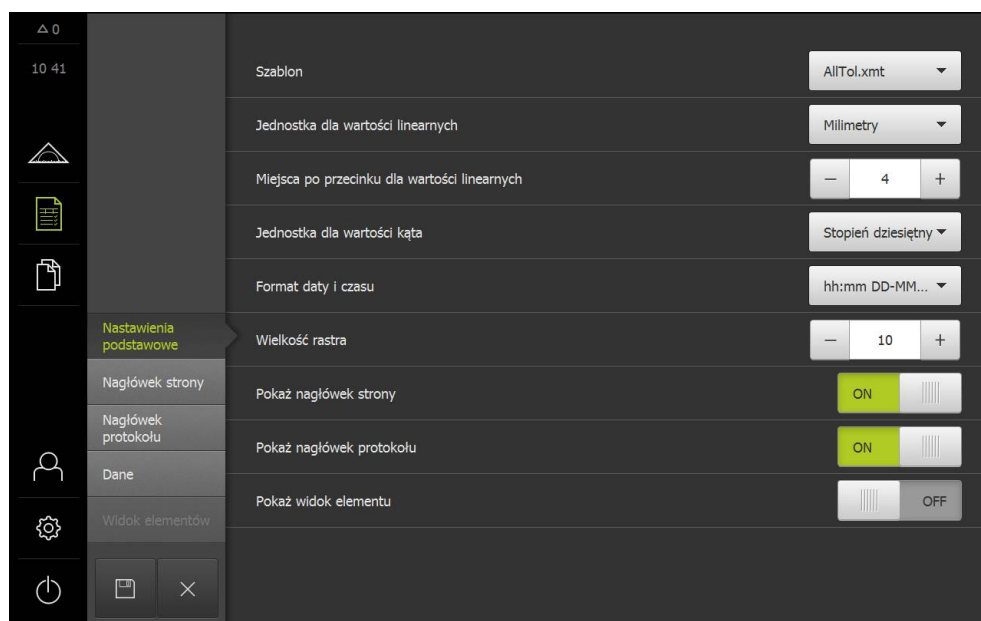 △ 0
10 41
Szablon
AllTol.xmt
Jednostka dla wartości linearnych
Milimetry
Miejsca po przecinku dla wartości linearnych
− 4 +
Jednostka dla wartości kąta
Stopień dziesiętny
Format daty i czasu
hh:mm DD-MM...
Nastawienia
podstawowe
Wielkość rastra
− 10 +
Nagłówek strony
Pokaż nagłówek strony
ON
Nagłówek
protokołu
Pokaż nagłówek protokołu
ON
Dane
Pokaż widok elementu
OFF
Widok elementów